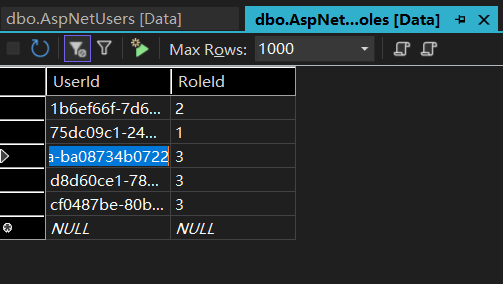 dbo.AspNetUsers [Data]
dbo.AspNet...oles [Data]
Max Rows: 1000
UserId RoleId
1b6ef66f-7d6... 2
75dc09c1-24... 1
a-ba08734b0722 3
d8d60ce1-78... 3
cf0487be-80b... 3
NULL NULL